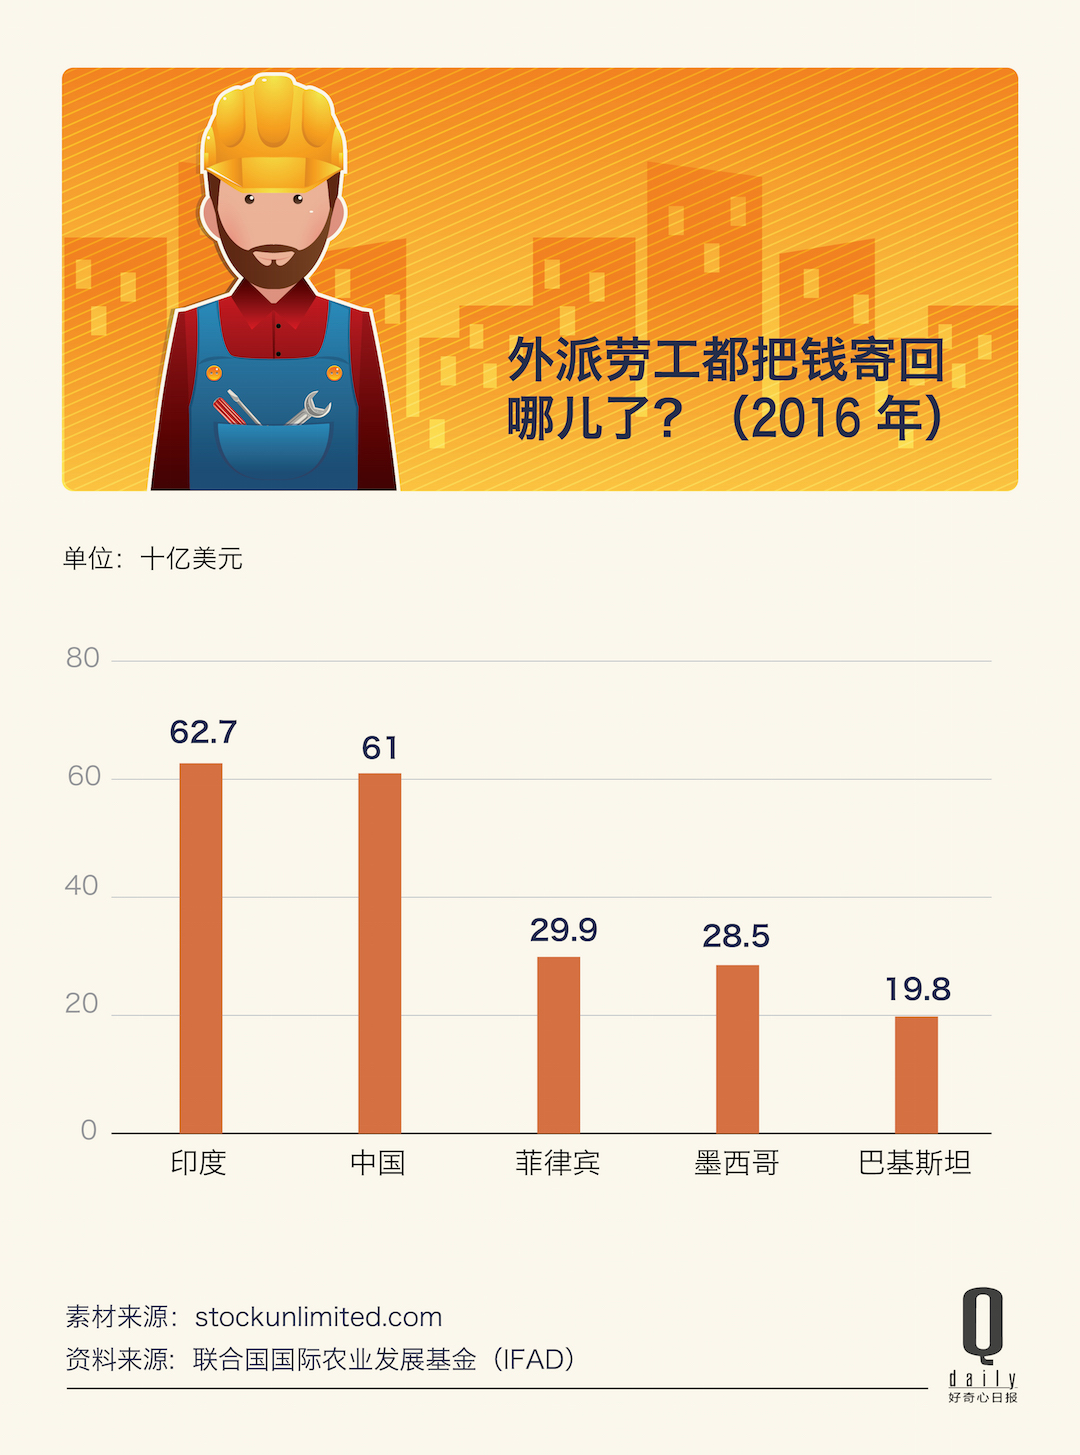 外派劳工都把钱寄回
哪儿了？（2016 年）
单位：十亿美元
80
60
40
20
0
62.7
61
29.9
28.5
19.8
印度
中国
菲律宾
墨西哥
巴基斯坦
素材来源：stockunlimited.com
资料来源：联合国国际农业发展基金（IFAD）
Q
daily
好奇心日报